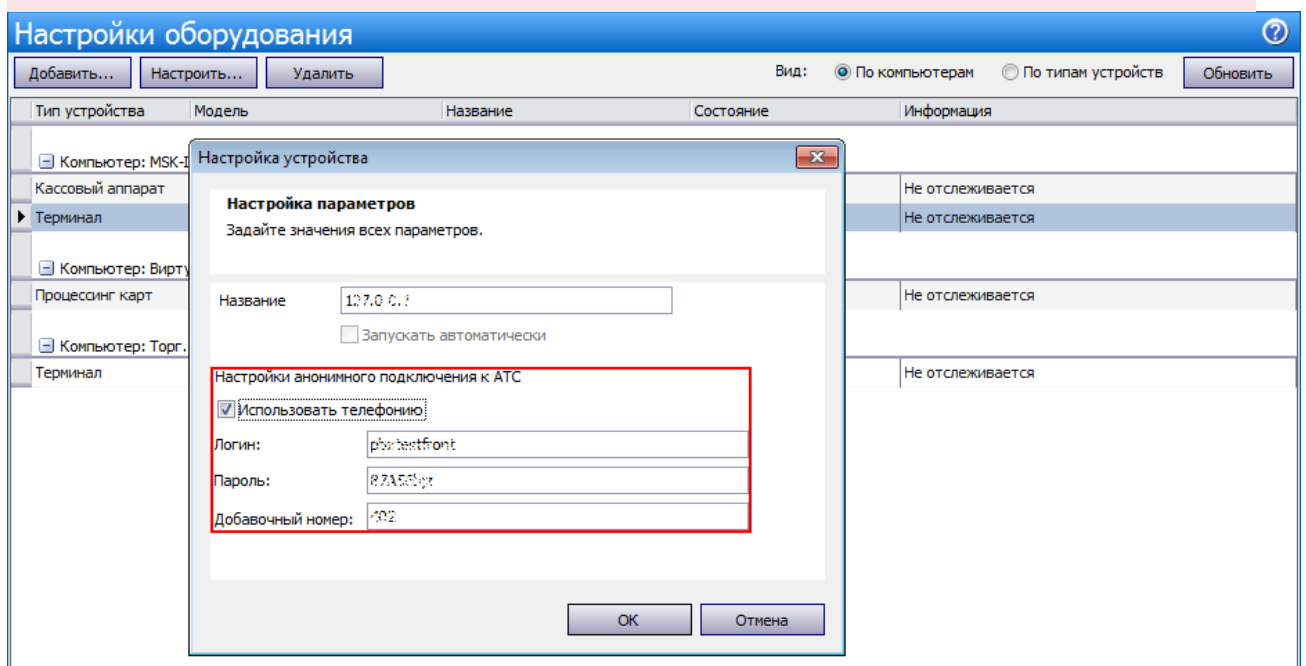 Настройки оборудования
Добавить... Настроить... Удалить Вид: По компьютерам По типам устройств Обновить
Тип устройства Модель Название Состояние Информация
Компьютер: MSK-
Настройка устройства
Кассовый аппарат Не отслеживается
Настройка параметров
Терминал Не отслеживается
Задайте значения всех параметров.
Компьютер: Вирту
Процессинг карт Не отслеживается
Название
Запускать автоматически
Компьютер: Торг.
Терминал Не отслеживается
Настройки анонимного подключения к АТС
Использовать телефонию
Логин:
Пароль:
Добавочный номер:
OK Отмена